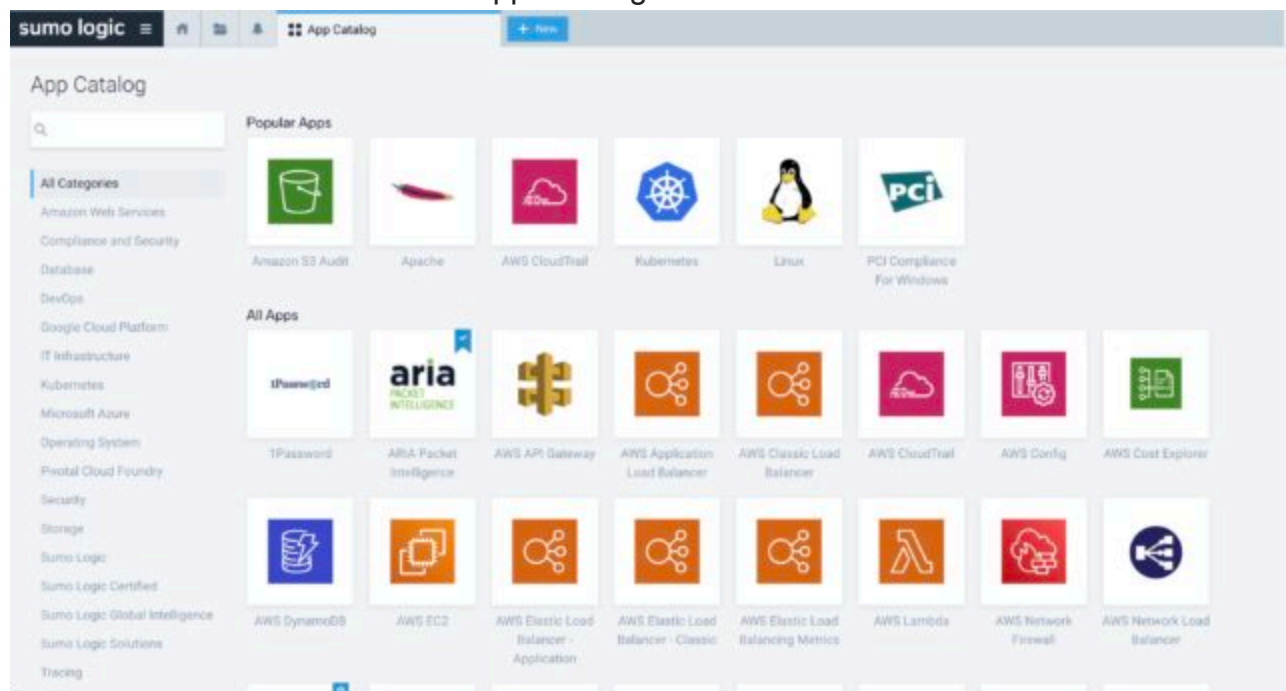 sumo logic
App Catalog
+ New
App Catalog
Popular Apps
All Categories
Amazon Web Services
Compliance and Security
Database
DevOps
Google Cloud Platform
IT Infrastructure
Kubernetes
Microsoft Azure
Operating System
Pivotal Cloud Foundry
Security
Storage
Sumo Logic
Sumo Logic Certified
Sumo Logic Global Intelligence
Sumo Logic Solutions
Tracing
PCI
Amazon S3 Audit
Apache
AWS CloudTrail
Kubernetes
Linux
PCI Compliance
For Windows
All Apps
1Password
aria
PACKET
INTELLIGENCE
1Password
ARIA Packet
Intelligence
AWS API Gateway
AWS Application
Load Balancer
AWS Classic Load
Balancer
AWS CloudTrail
AWS Config
AWS Cost Explorer
AWS DynamoDB
AWS EC2
AWS Elastic Load
Balancer -
Application
AWS Elastic Load
Balancer - Classic
AWS Elastic Load
Balancing Metrics
AWS Lambda
AWS Network
Firewall
AWS Network Load
Balancer